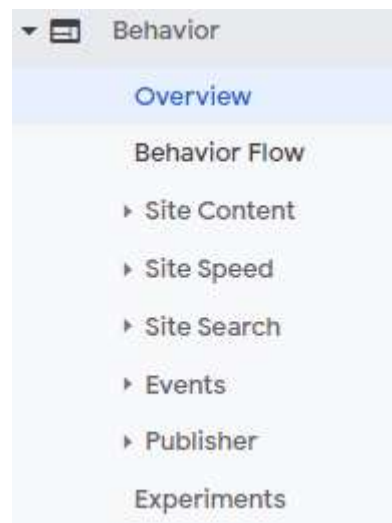 Behavior
Overview
Behavior Flow
Site Content
Site Speed
Site Search
Events
Publisher
Experiments